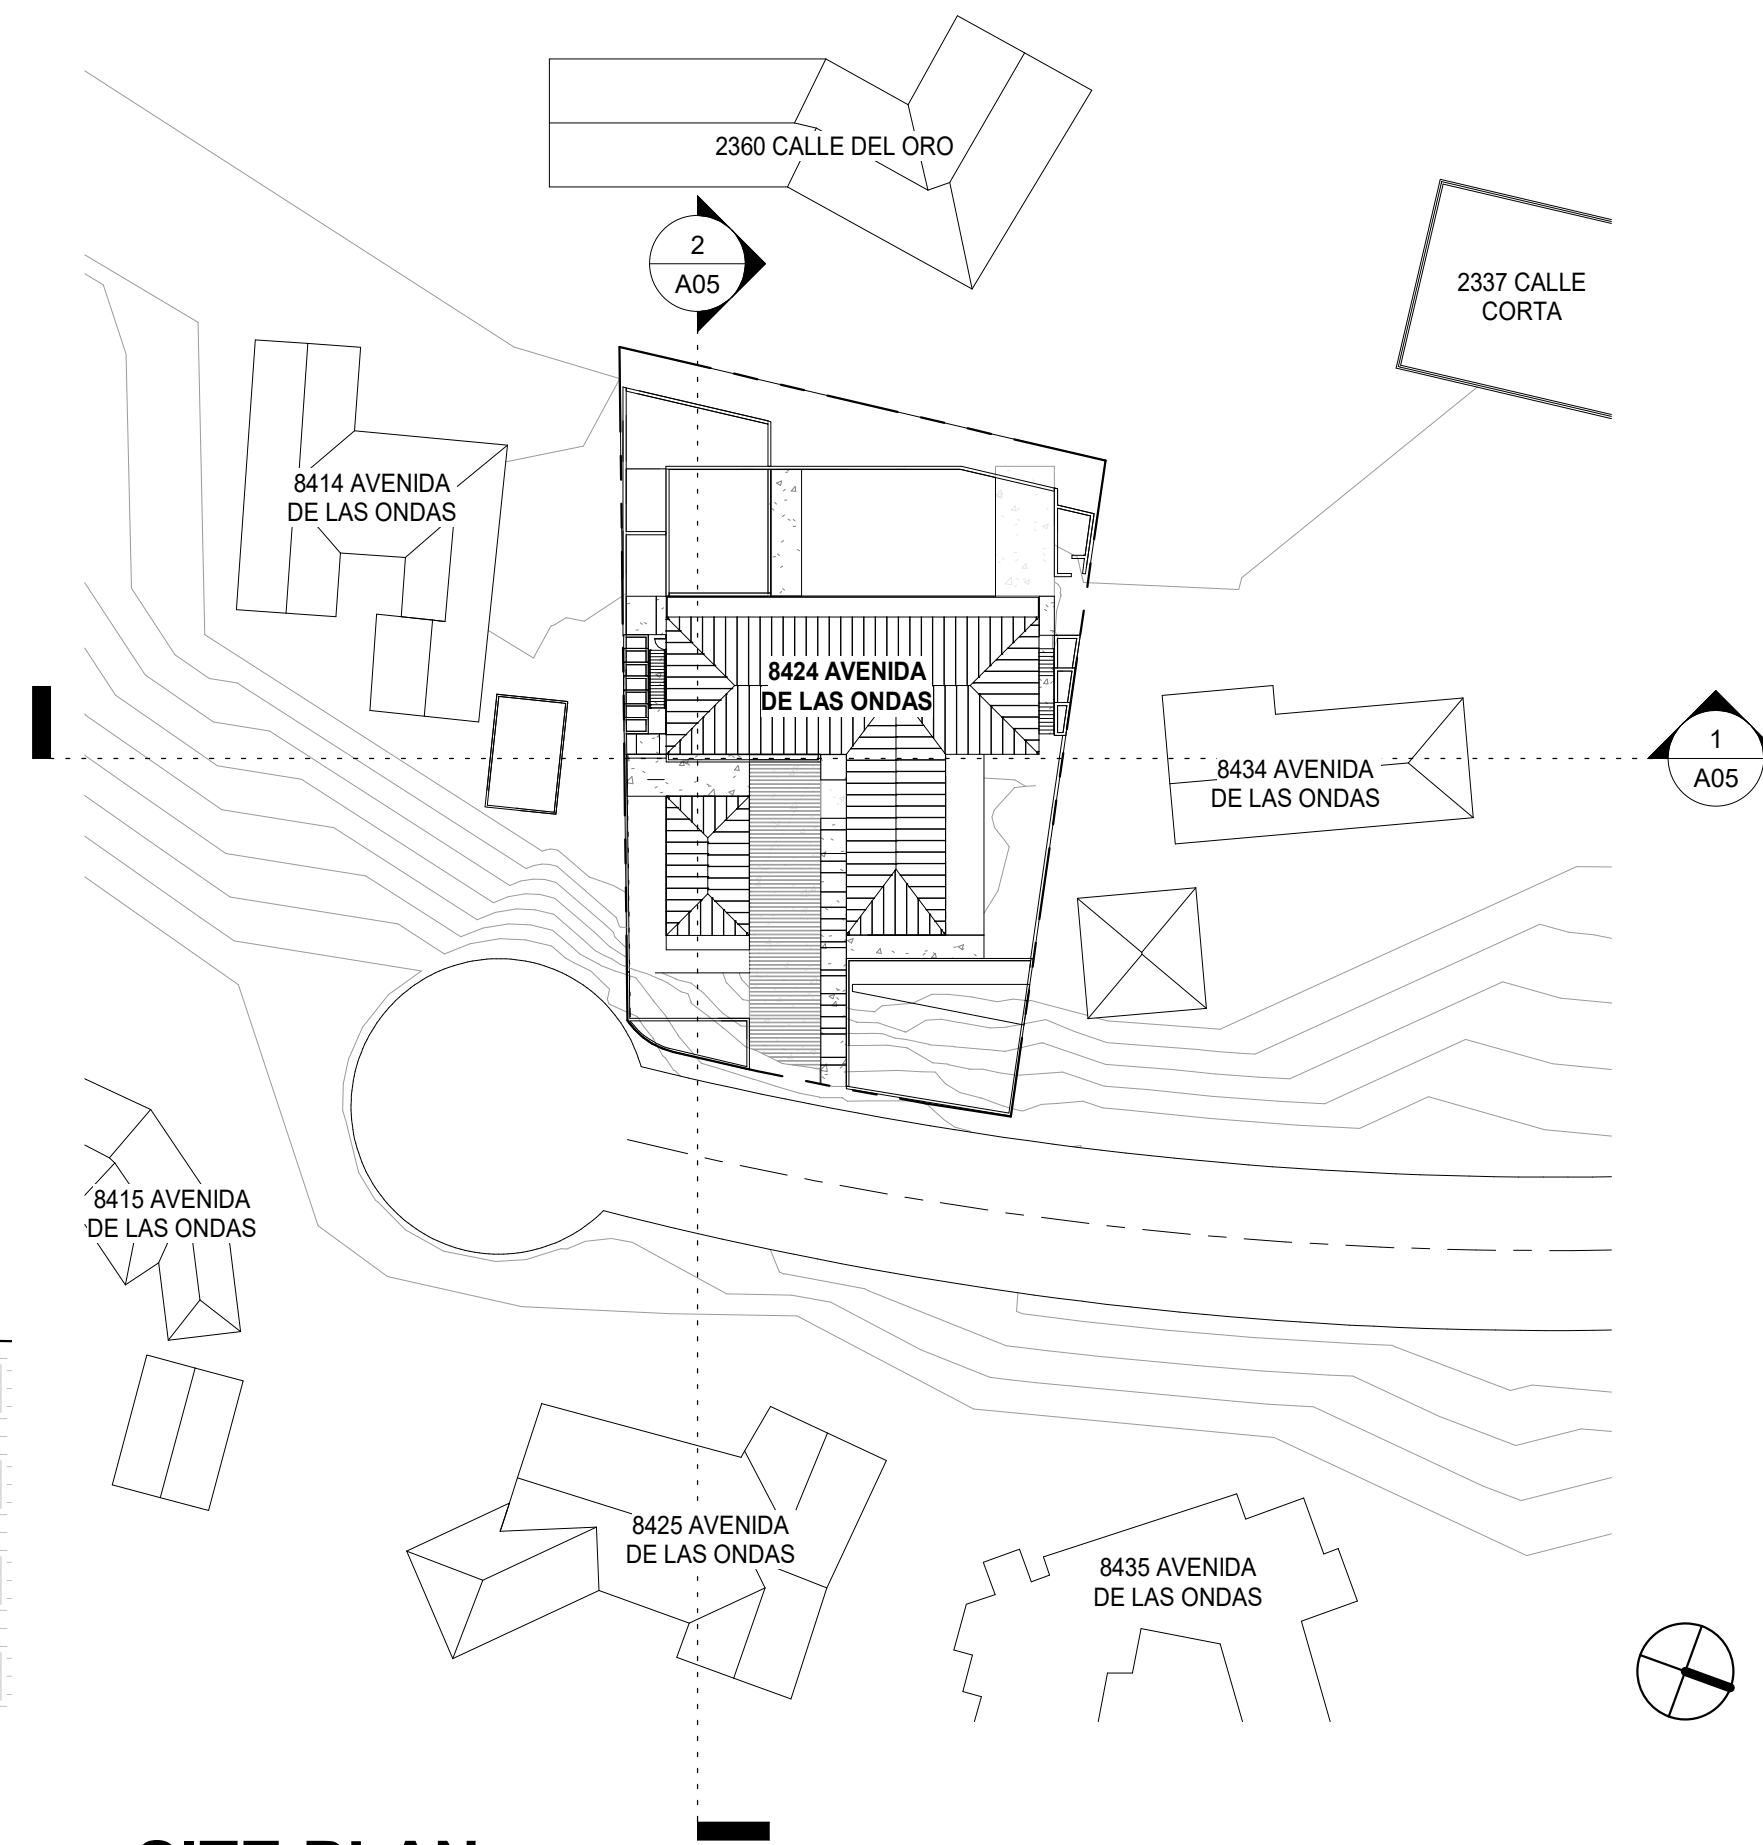 2360 CALLE DEL ORO
2
A05
2337 CALLE
CORTA
8414 AVENIDA
DE LAS ONDAS
8424 AVENIDA
DE LAS ONDAS
1
A05
8434 AVENIDA
DE LAS ONDAS
8415 AVENIDA
DE LAS ONDAS
8425 AVENIDA
DE LAS ONDAS
8435 AVENIDA
DE LAS ONDAS
SITE PLAN